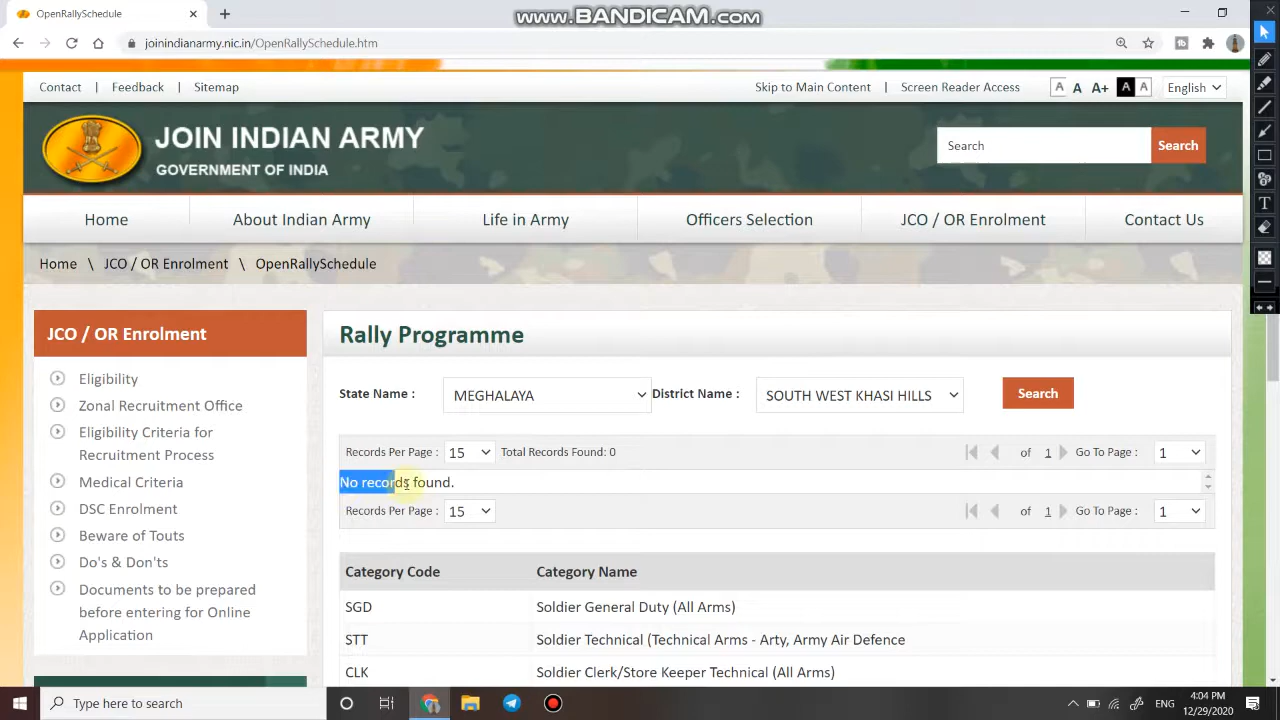 OpenRallySchedule
www.BANDICAM.com
joinindianarmy.nic.in/OpenRallySchedule.htm
Contact | Feedback | Sitemap
Skip to Main Content | Screen Reader Access
A A A+ A A English
JOIN INDIAN ARMY
GOVERNMENT OF INDIA
Search Search
Home About Indian Army Life in Army Officers Selection JCO / OR Enrolment Contact Us
Home \ JCO / OR Enrolment \ OpenRallySchedule
JCO / OR Enrolment
Eligibility
Zonal Recruitment Office
Eligibility Criteria for
Recruitment Process
Medical Criteria
DSC Enrolment
Beware of Touts
Do's & Don'ts
Documents to be prepared
before entering for Online
Application
Rally Programme
State Name : MEGHALAYA District Name : SOUTH WEST KHASI HILLS Search
Records Per Page : 15 Total Records Found: 0 of 1 Go To Page : 1
No records found.
Records Per Page : 15 of 1 Go To Page : 1
Category Code Category Name
SGD Soldier General Duty (All Arms)
STT Soldier Technical (Technical Arms - Arty, Army Air Defence
CLK Soldier Clerk/Store Keeper Technical (All Arms)
Type here to search
ENG
4:04 PM
12/29/2020